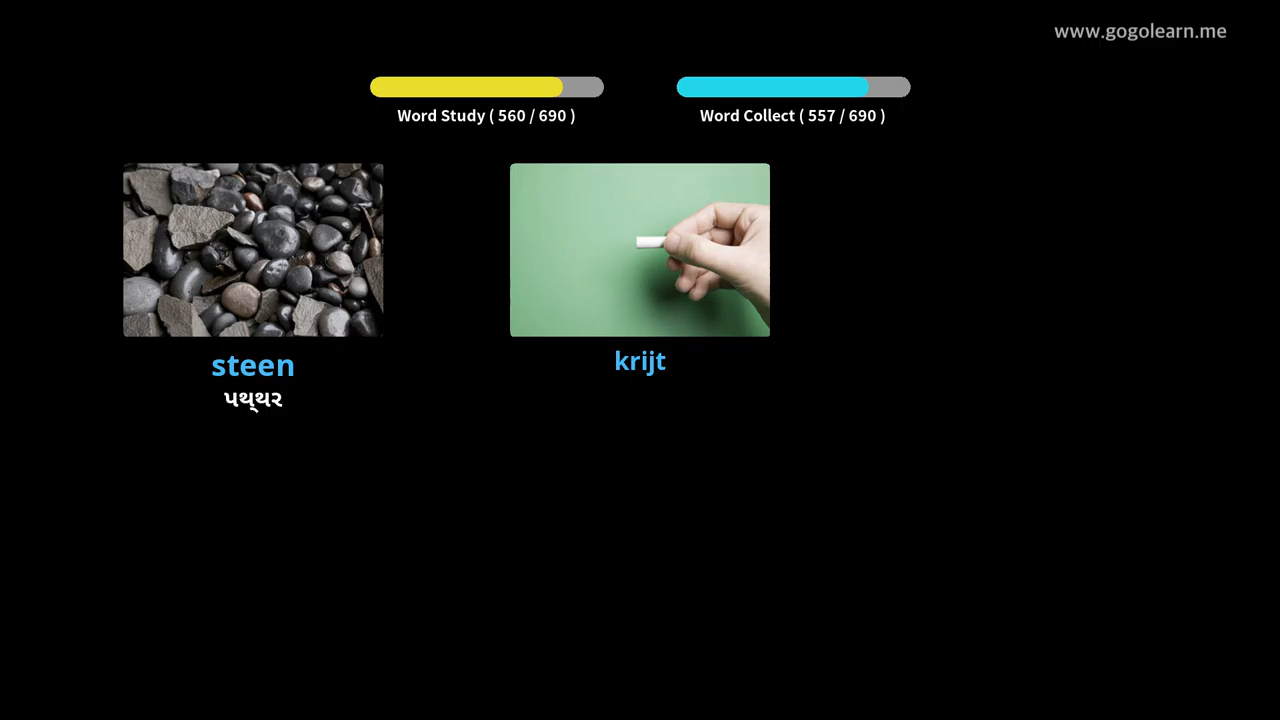 www.gogolearn.me
Word Study ( 560 / 690 )
Word Collect ( 557 / 690 )
steen
પથ્થર
krijt